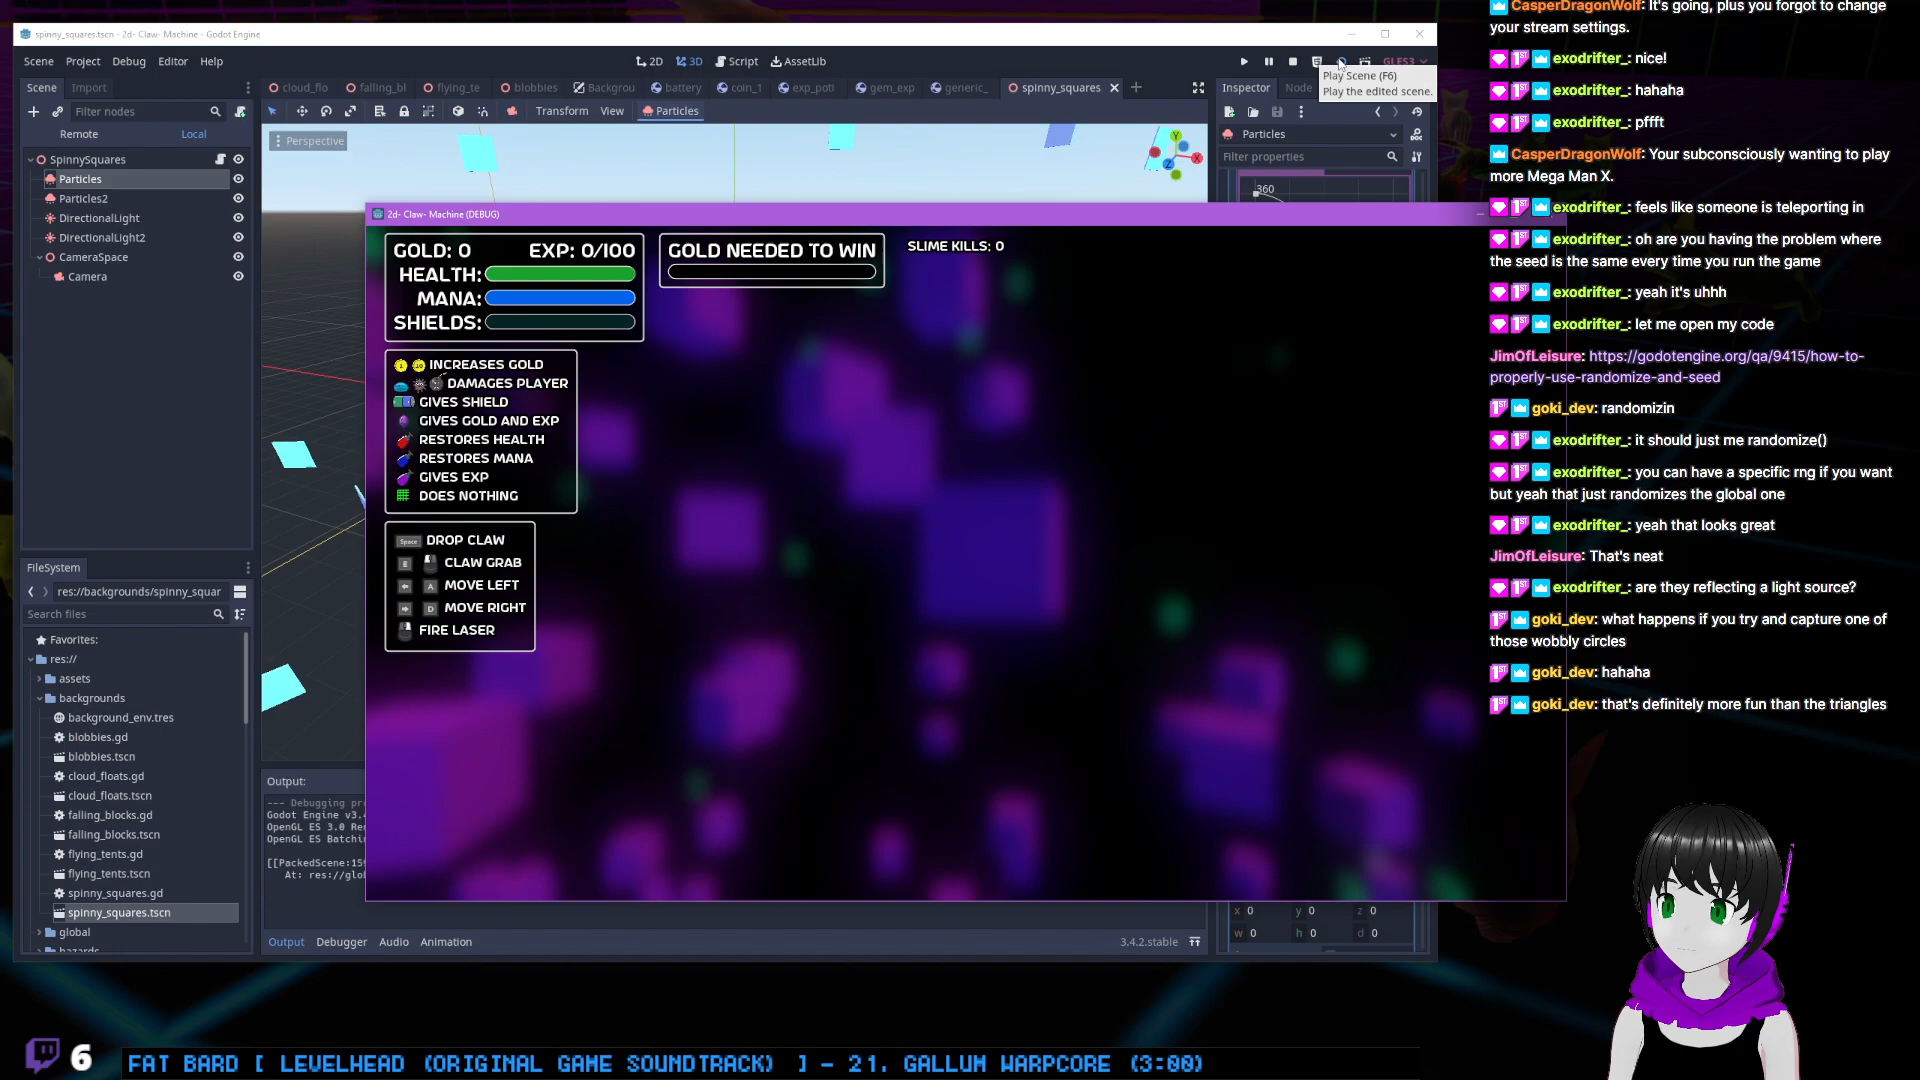 spinny_squares.tscn - 2d- Claw- Machine - Godot Engine
Scene Project Debug Editor Help
2D 3D Script AssetLib
GLES3
Play Scene (F6)
Play the edited scene.
Scene Import
cloud_flo falling_bl flying_te blobbies Backgrou battery coin_1 exp_poti gem_exp generic_ spinny_squares
Inspector Node
Filter nodes
Transform View Particles
Remote Local
Perspective
Particles
Filter properties
360
SpinnySquares
Particles
Particles2
DirectionalLight
DirectionalLight2
CameraSpace
Camera
Y
X
Z
2d- Claw- Machine (DEBUG)
GOLD: 0 EXP: 0/100
HEALTH:
MANA:
SHIELDS:
GOLD NEEDED TO WIN
SLIME KILLS: 0
INCREASES GOLD
DAMAGES PLAYER
GIVES SHIELD
GIVES GOLD AND EXP
RESTORES HEALTH
RESTORES MANA
GIVES EXP
DOES NOTHING
Space DROP CLAW
E CLAW GRAB
A MOVE LEFT
D MOVE RIGHT
FIRE LASER
FileSystem
res://backgrounds/spinny_squar
Search files
Favorites:
res://
assets
backgrounds
background_env.tres
blobbies.gd
blobbies.tscn
cloud_floats.gd
cloud_floats.tscn
falling_blocks.gd
falling_blocks.tscn
flying_tents.gd
flying_tents.tscn
spinny_squares.gd
spinny_squares.tscn
global
hazards
Output:
--- Debugging pr
Godot Engine v3.4
OpenGL ES 3.0 Ren
OpenGL ES Batchin
[[PackedScene:159
At: res://glo
x 0 y 0 z 0
w 0 h 0 d 0
Output Debugger Audio Animation
3.4.2.stable
CasperDragonWolf: It's going, plus you forgot to change
your stream settings.
exodrifter_: nice!
exodrifter_: hahaha
exodrifter_: pffft
CasperDragonWolf: Your subconsciously wanting to play
more Mega Man X.
exodrifter_: feels like someone is teleporting in
exodrifter_: oh are you having the problem where
the seed is the same every time you run the game
exodrifter_: yeah it's uhhh
exodrifter_: let me open my code
JimOfLeisure: https://godotengine.org/qa/9415/how-to-
properly-use-randomize-and-seed
goki_dev: randomizin
exodrifter_: it should just me randomize()
exodrifter_: you can have a specific rng if you want
but yeah that just randomizes the global one
exodrifter_: yeah that looks great
JimOfLeisure: That's neat
exodrifter_: are they reflecting a light source?
goki_dev: what happens if you try and capture one of
those wobbly circles
goki_dev: hahaha
goki_dev: that's definitely more fun than the triangles
6
FAT BARD [ LEVELHEAD (ORIGINAL GAME SOUNDTRACK) ] - 21. GALLUM WARPCORE (3:00)